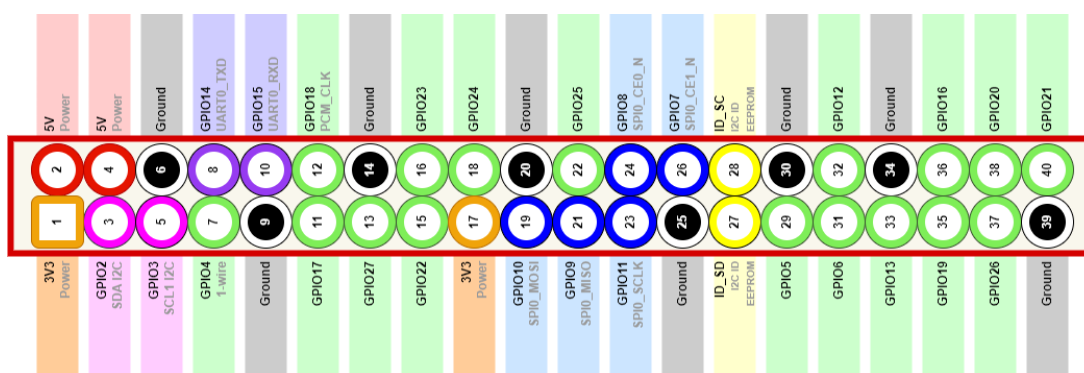 5V
Power
5V
Power
Ground
GPIO14
UART0_TXD
GPIO15
UART0_RXD
GPIO18
PCM_CLK
Ground
GPIO23
GPIO24
Ground
GPIO25
GPIO8
SPI0_CE0_N
GPIO7
SPI0_CE1_N
ID_SC
I2C ID
EEPROM
Ground
GPIO12
Ground
GPIO16
GPIO20
GPIO21
2
4
6
8
10
12
14
16
18
20
22
24
26
28
30
32
34
36
38
40
1
3
5
7
9
11
13
15
17
19
21
23
25
27
29
31
33
35
37
39
3V3
Power
GPIO2
SDA I2C
GPIO3
SCL1 I2C
GPIO4
1-wire
Ground
GPIO17
GPIO27
GPIO22
3V3
Power
GPIO10
SPI0_MOSI
GPIO9
SPI0_MISO
GPIO11
SPI0_SCLK
Ground
ID_SD
I2C ID
EEPROM
GPIO5
GPIO6
GPIO13
GPIO19
GPIO26
Ground